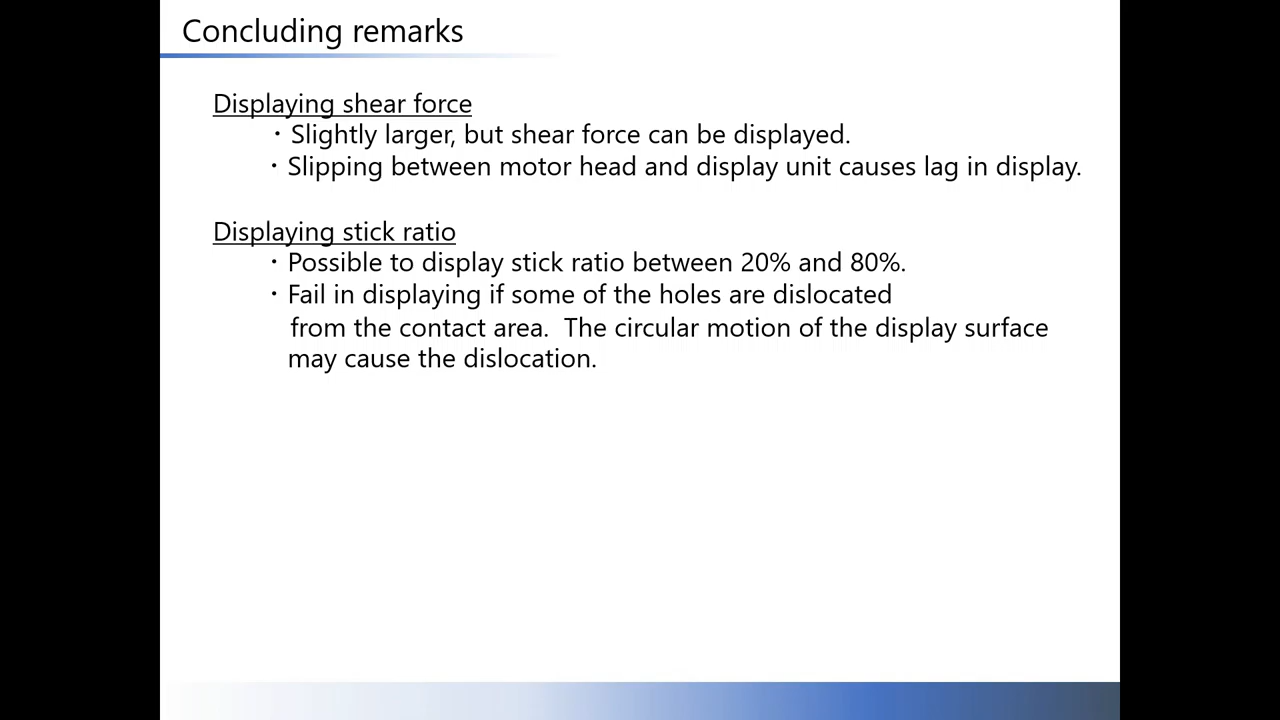 Concluding remarks
Displaying shear force
・Slightly larger, but shear force can be displayed.
・Slipping between motor head and display unit causes lag in display.
Displaying stick ratio
・Possible to display stick ratio between 20% and 80%.
・Fail in displaying if some of the holes are dislocated
from the contact area.  The circular motion of the display surface
may cause the dislocation.